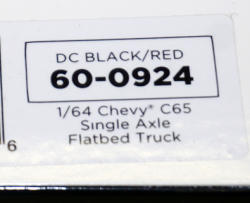 DC BLACK/RED
60-0924
1/64 Chevy® C65
Single Axle
Flatbed Truck
6